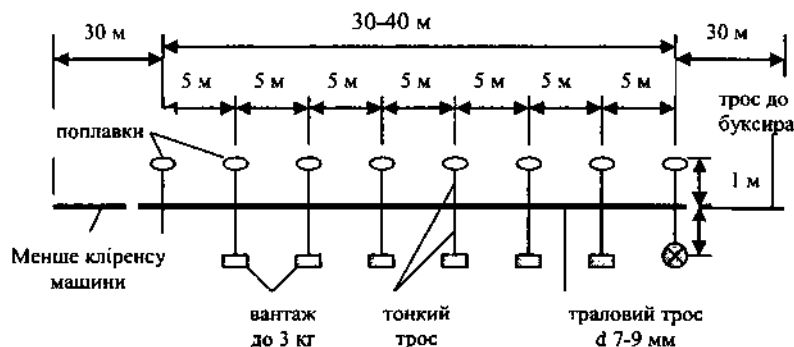 30-40 м
30 м
30 м
5 м 5 м 5 м 5 м 5 м 5 м 5 м
трос до
буксира
поплавки
1 м
Менше кліренсу
машини
вантаж
до 3 кг
тонкий
трос
траловий трос
d 7-9 мм